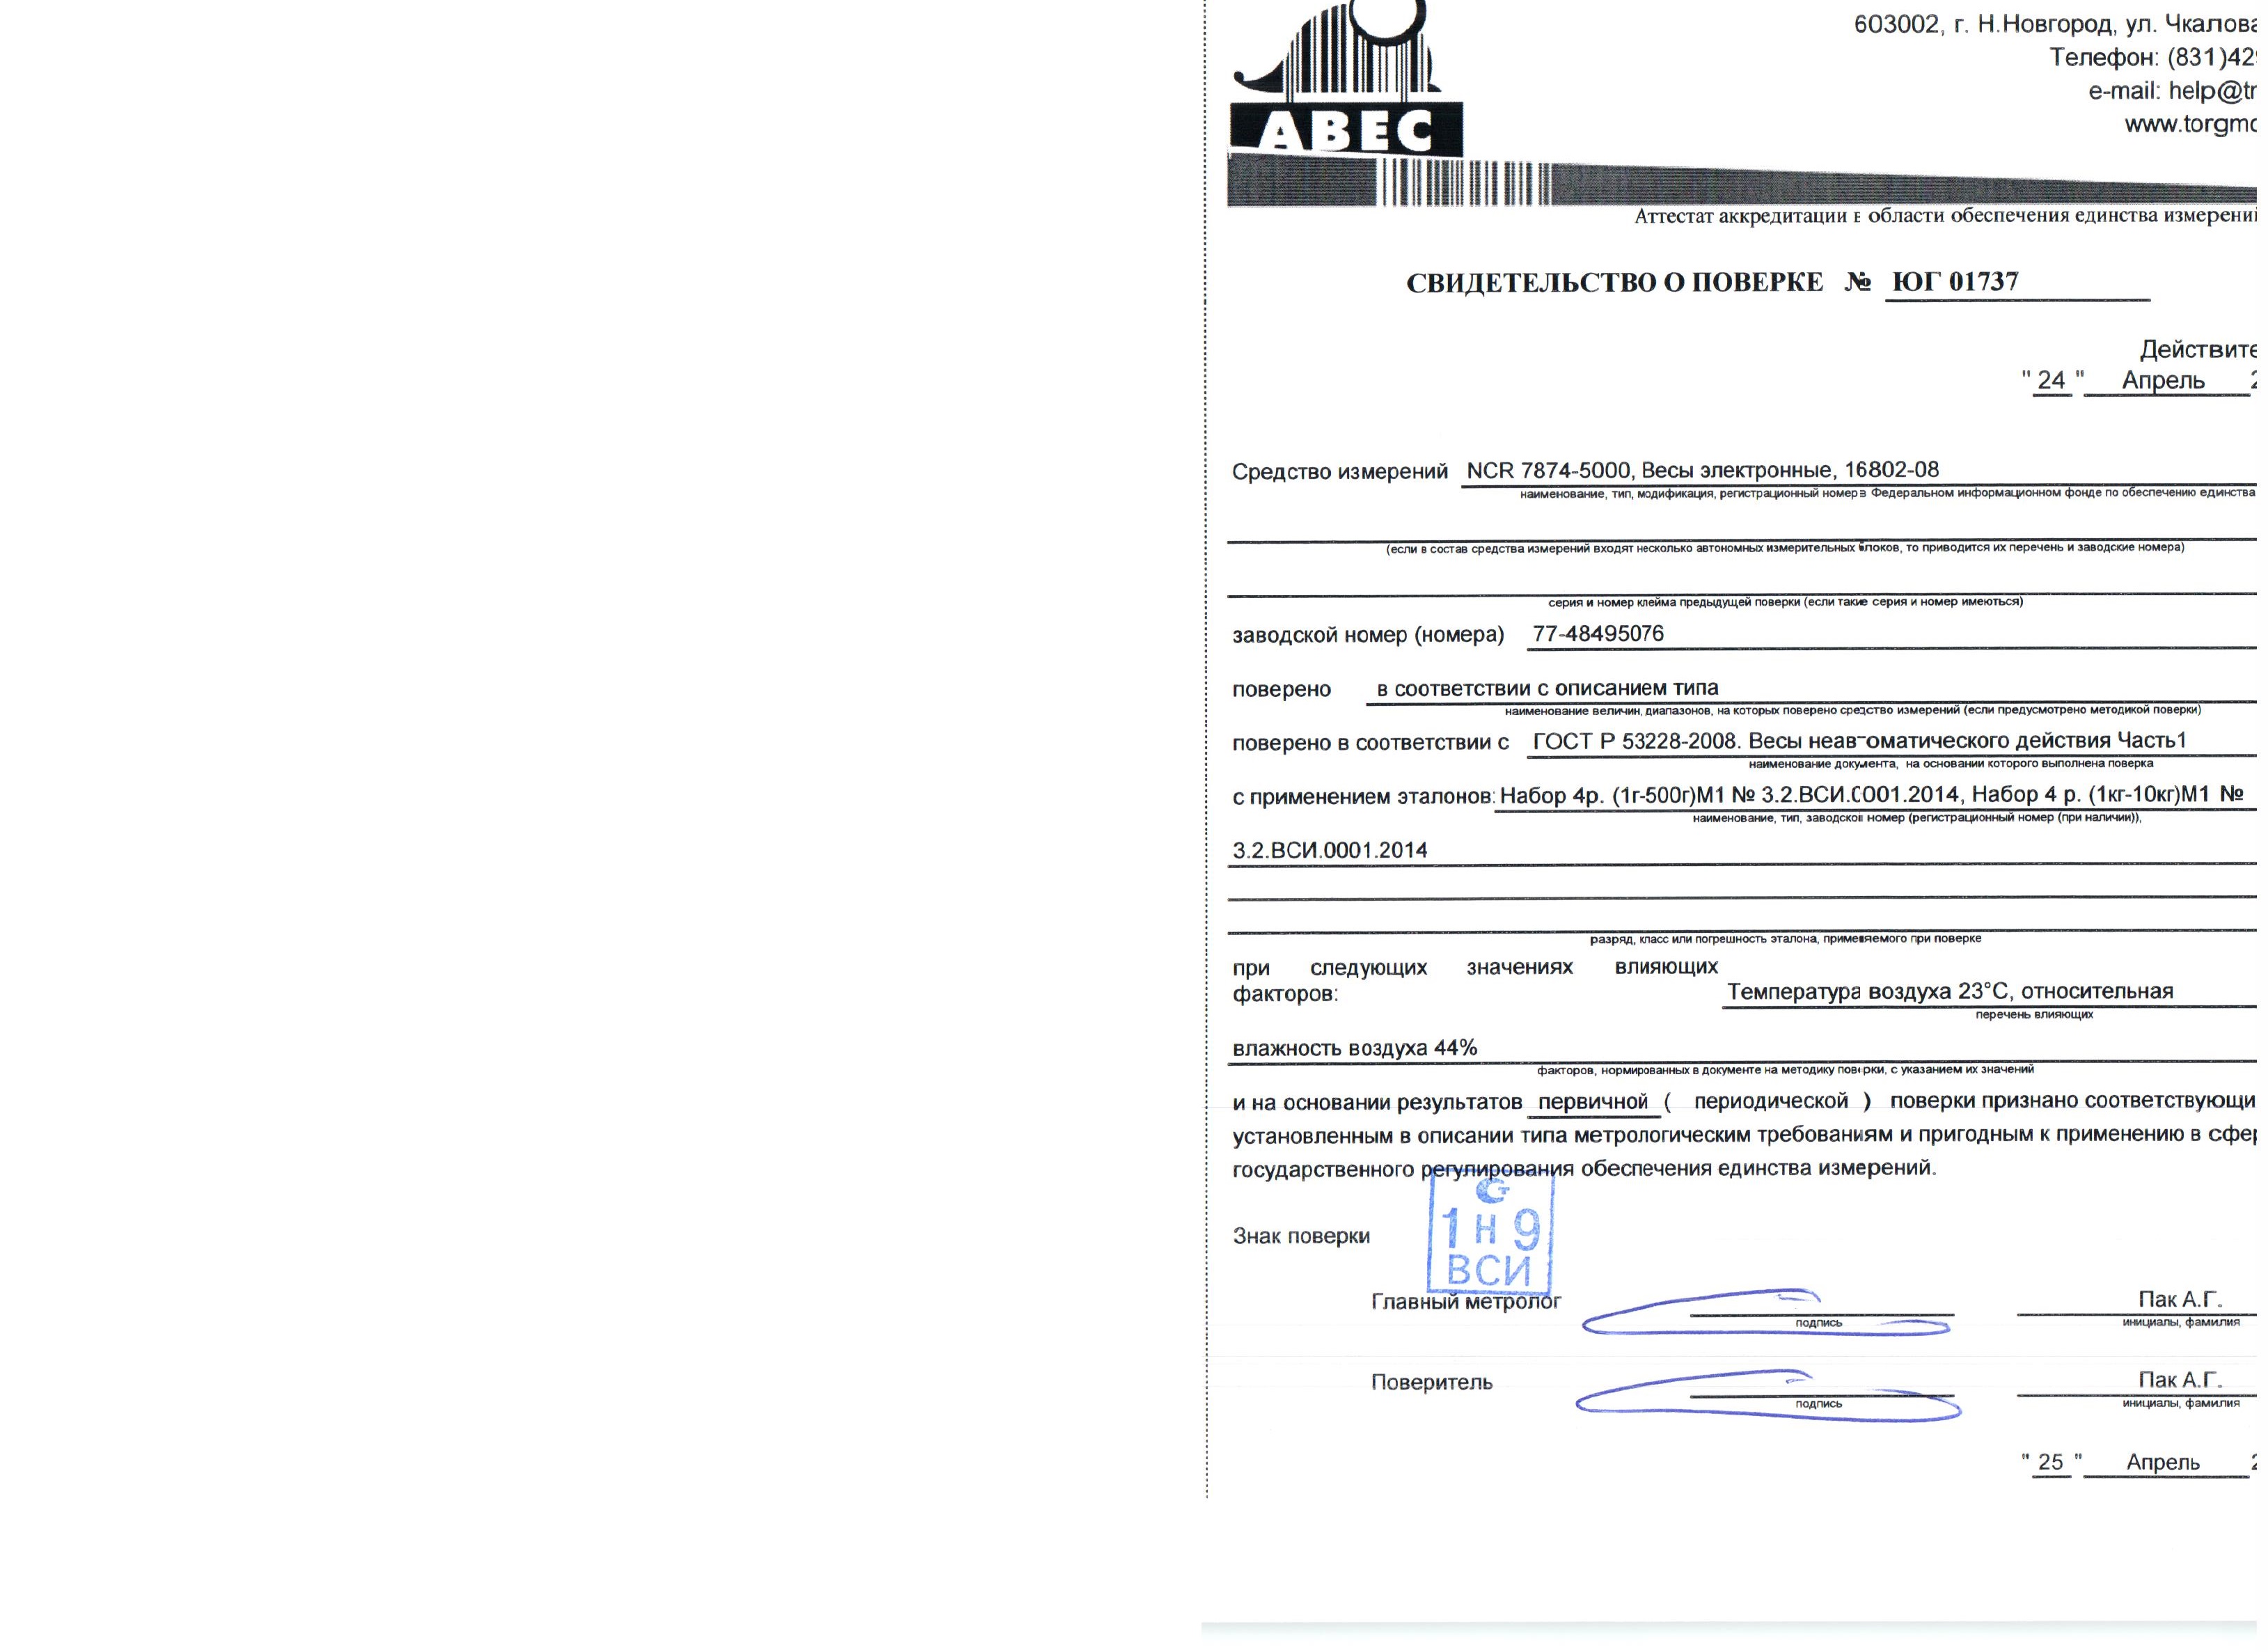 603002, г. Н.Новгород, ул. Чкалова
Телефон: (831)429
e-mail: help@tr
www.torgmo
АВЕС
Аттестат аккредитации в области обеспечения единства измерений
СВИДЕТЕЛЬСТВО О ПОВЕРКЕ № ЮГ 01737
Действите
" 24 " Апрель 2
Средство измерений NCR 7874-5000, Весы электронные, 16802-08
наименование, тип, модификация, регистрационный номер в Федеральном информационном фонде по обеспечению единства
(если в состав средства измерений входят несколько автономных измерительных блоков, то приводится их перечень и заводские номера)
серия и номер клейма предыдущей поверки (если такие серия и номер имеються)
заводской номер (номера) 77-48495076
поверено в соответствии с описанием типа
наименование величин, диапазонов, на которых поверено средство измерений (если предусмотрено методикой поверки)
поверено в соответствии с ГОСТ Р 53228-2008. Весы неавтоматического действия Часть1
наименование документа, на основании которого выполнена поверка
с применением эталонов: Набор 4р. (1г-500г)М1 № 3.2.ВСИ.0001.2014, Набор 4 р. (1кг-10кг)М1 №
наименование, тип, заводской номер (регистрационный номер (при наличии)),
3.2.ВСИ.0001.2014
разряд, класс или погрешность эталона, применяемого при поверке
при следующих значениях влияющих
факторов: Температура воздуха 23°С, относительная
перечень влияющих
влажность воздуха 44%
факторов, нормированных в документе на методику поверки, с указанием их значений
и на основании результатов первичной ( периодической ) поверки признано соответствующи
установленным в описании типа метрологическим требованиям и пригодным к применению в сфер
государственного регулирования обеспечения единства измерений.
Знак поверки
1 Н 9
ВСИ
Главный метролог Пак А.Г.
подпись инициалы, фамилия
Поверитель Пак А.Г.
подпись инициалы, фамилия
" 25 " Апрель 2